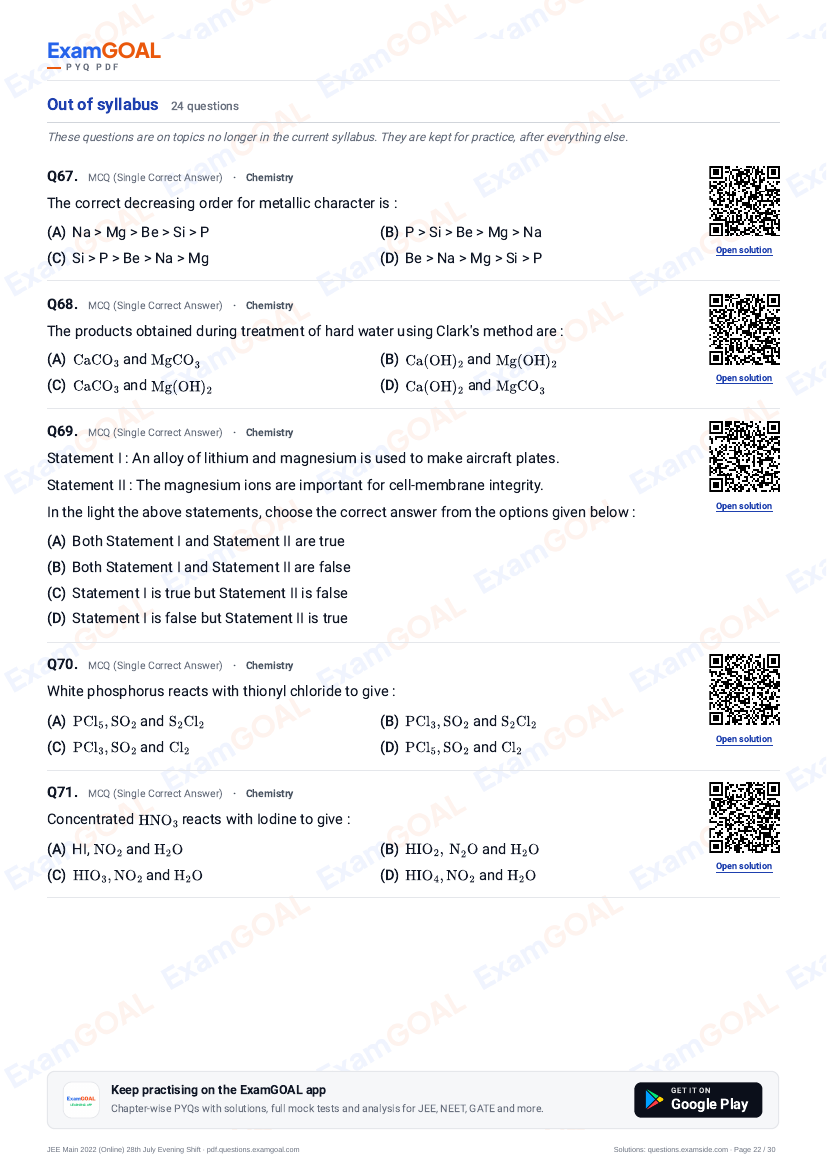 ExamGOAL
PYQ PDF
Out of syllabus 24 questions
These questions are on topics no longer in the current syllabus. They are kept for practice, after everything else.
Q67. MCQ (Single Correct Answer) · Chemistry
The correct decreasing order for metallic character is :
(A) Na > Mg > Be > Si > P
(B) P > Si > Be > Mg > Na
(C) Si > P > Be > Na > Mg
(D) Be > Na > Mg > Si > P
Open solution
Q68. MCQ (Single Correct Answer) · Chemistry
The products obtained during treatment of hard water using Clark's method are :
(A) CaCO₃ and MgCO₃
(B) Ca(OH)₂ and Mg(OH)₂
(C) CaCO₃ and Mg(OH)₂
(D) Ca(OH)₂ and MgCO₃
Open solution
Q69. MCQ (Single Correct Answer) · Chemistry
Statement I : An alloy of lithium and magnesium is used to make aircraft plates.
Statement II : The magnesium ions are important for cell-membrane integrity.
In the light the above statements, choose the correct answer from the options given below :
(A) Both Statement I and Statement II are true
(B) Both Statement I and Statement II are false
(C) Statement I is true but Statement II is false
(D) Statement I is false but Statement II is true
Open solution
Q70. MCQ (Single Correct Answer) · Chemistry
White phosphorus reacts with thionyl chloride to give :
(A) PCl₅, SO₂ and S₂Cl₂
(B) PCl₃, SO₂ and S₂Cl₂
(C) PCl₃, SO₂ and Cl₂
(D) PCl₅, SO₂ and Cl₂
Open solution
Q71. MCQ (Single Correct Answer) · Chemistry
Concentrated HNO₃ reacts with Iodine to give :
(A) HI, NO₂ and H₂O
(B) HIO₂, N₂O and H₂O
(C) HIO₃, NO₂ and H₂O
(D) HIO₄, NO₂ and H₂O
Open solution
ExamGOAL
Keep practising on the ExamGOAL app
Chapter-wise PYQs with solutions, full mock tests and analysis for JEE, NEET, GATE and more.
GET IT ON
Google Play
JEE Main 2022 (Online) 28th July Evening Shift · pdf.questions.examgoal.com
Solutions: questions.examside.com · Page 22 / 30